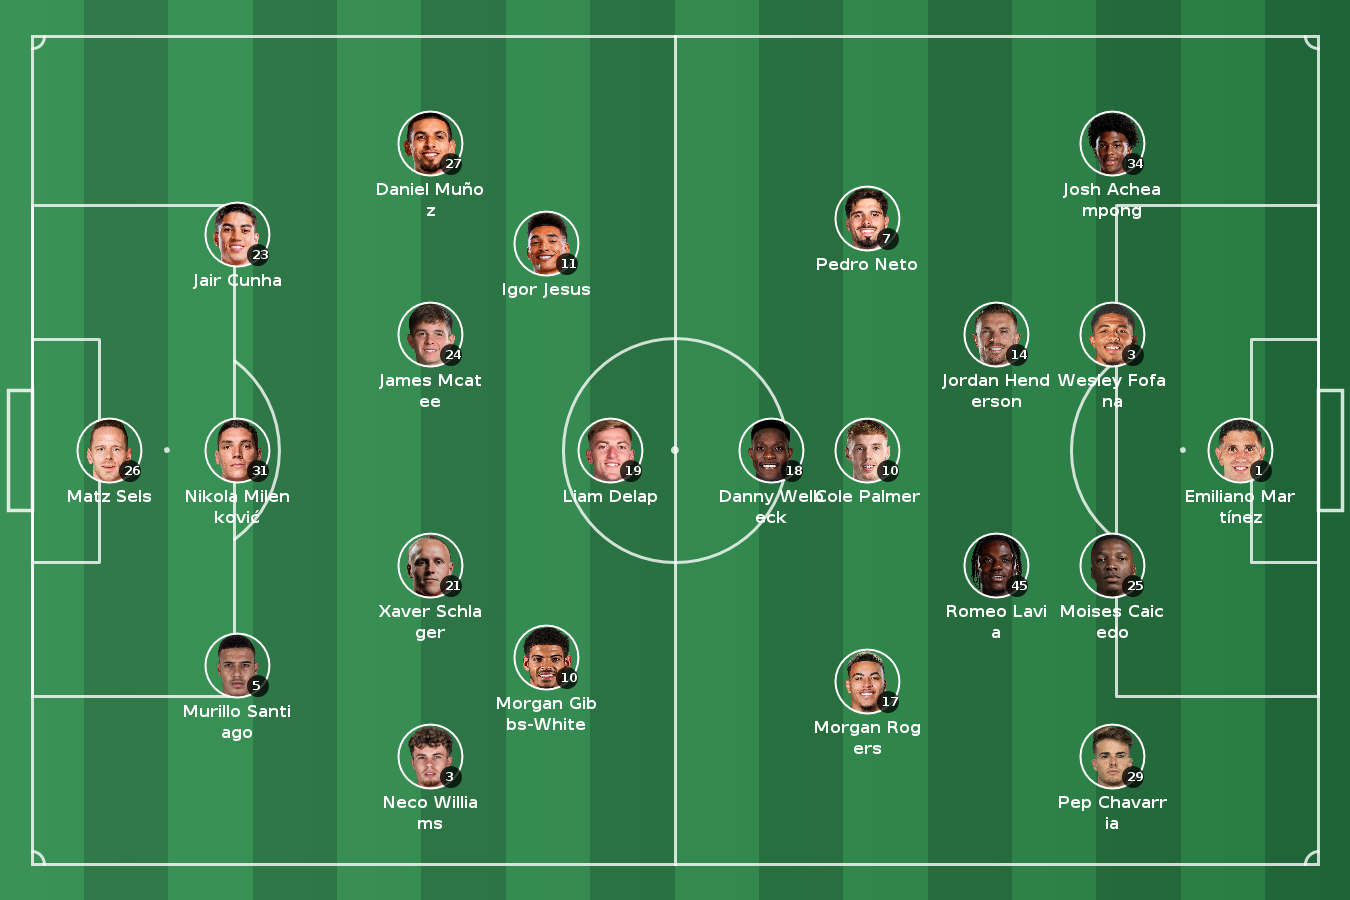 27
Daniel Muño
z
34
Josh Achea
mpong
23
Jair Cunha
11
Igor Jesus
7
Pedro Neto
24
James Mcat
ee
14
Jordan Hend
erson
3
Wesley Fofa
na
26
Matz Sels
31
Nikola Milen
ković
19
Liam Delap
18
Danny Welb
eck
10
Cole Palmer
1
Emiliano Mar
tínez
21
Xaver Schla
ger
45
Romeo Lavi
a
25
Moises Caic
edo
5
Murillo Santi
ago
10
Morgan Gib
bs-White
17
Morgan Rog
ers
3
Neco Willia
ms
29
Pep Chavarr
ia